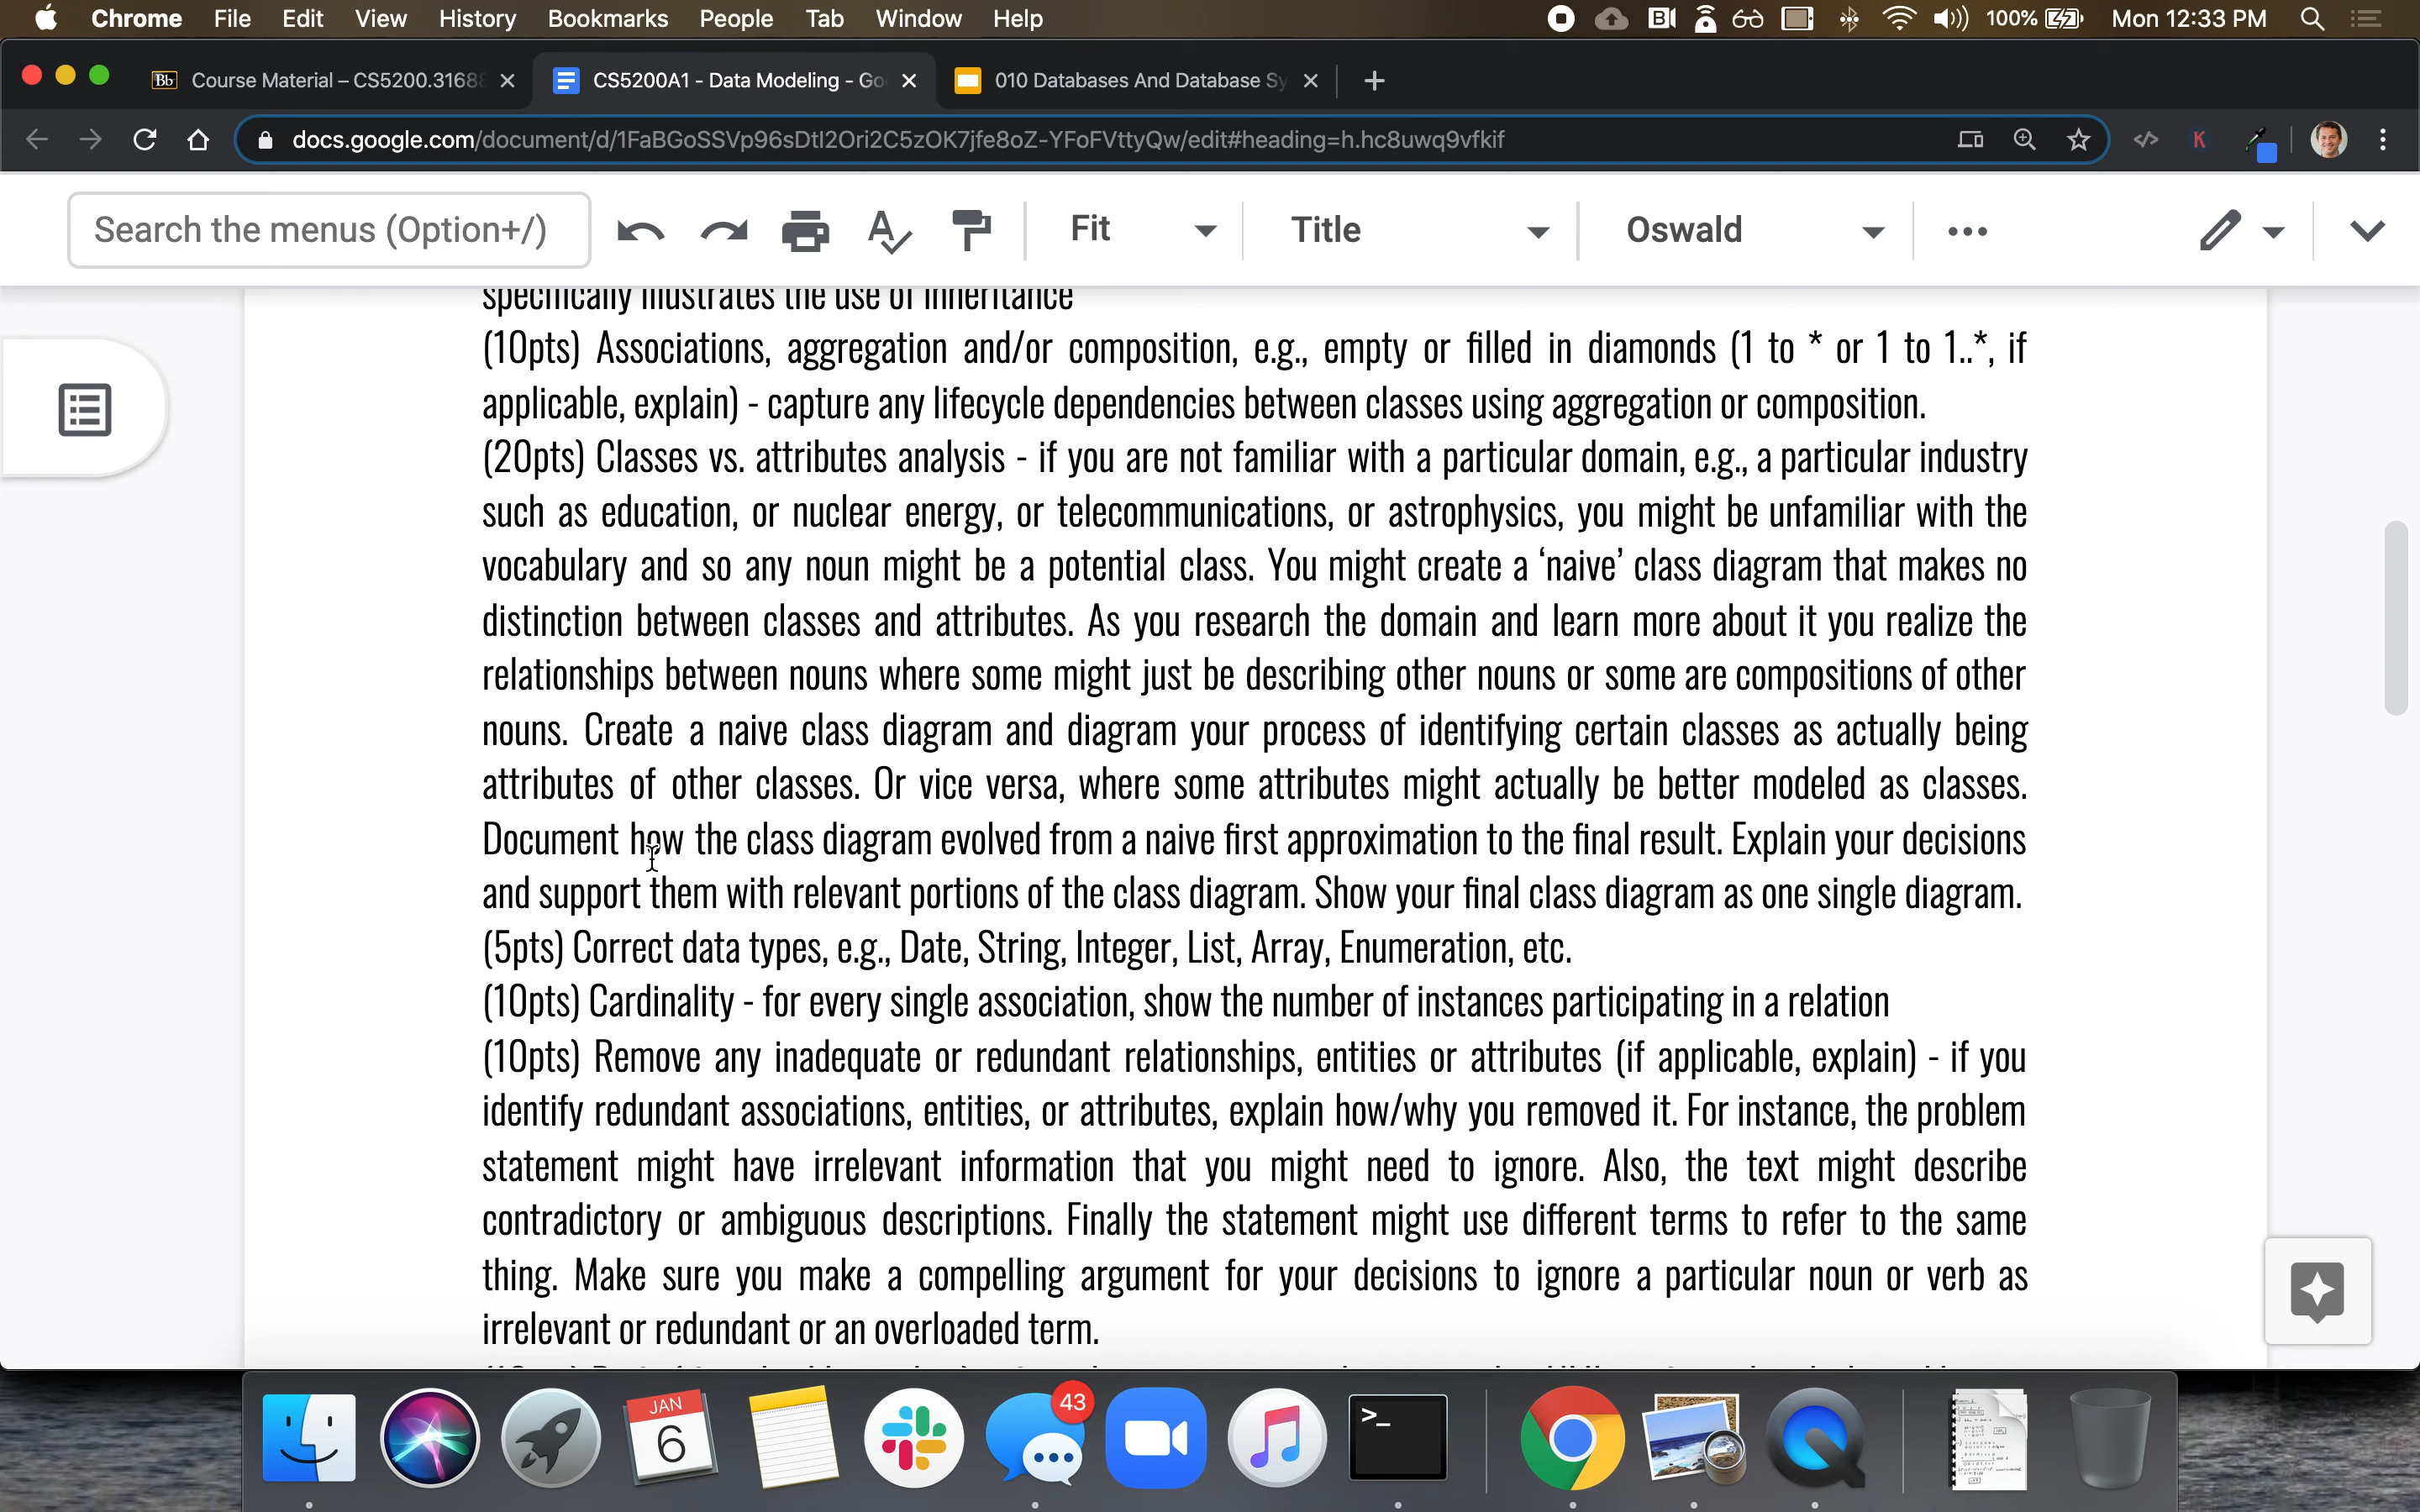 Chrome File Edit View History Bookmarks People Tab Window Help 100% Mon 12:33 PM
Bb Course Material – CS5200.3168 CS5200A1 - Data Modeling - Go 010 Databases And Database Sy
docs.google.com/document/d/1FaBGoSSVp96sDtI2Ori2C5zOK7jfe8oZ-YFoFVttyQw/edit#heading=h.hc8uwq9vfkif K
Search the menus (Option+/) Fit Title Oswald
specifically illustrates the use of inheritance
(10pts) Associations, aggregation and/or composition, e.g., empty or filled in diamonds (1 to * or 1 to 1..*, if
applicable, explain) - capture any lifecycle dependencies between classes using aggregation or composition.
(20pts) Classes vs. attributes analysis - if you are not familiar with a particular domain, e.g., a particular industry
such as education, or nuclear energy, or telecommunications, or astrophysics, you might be unfamiliar with the
vocabulary and so any noun might be a potential class. You might create a ‘naive’ class diagram that makes no
distinction between classes and attributes. As you research the domain and learn more about it you realize the
relationships between nouns where some might just be describing other nouns or some are compositions of other
nouns. Create a naive class diagram and diagram your process of identifying certain classes as actually being
attributes of other classes. Or vice versa, where some attributes might actually be better modeled as classes.
Document how the class diagram evolved from a naive first approximation to the final result. Explain your decisions
and support them with relevant portions of the class diagram. Show your final class diagram as one single diagram.
(5pts) Correct data types, e.g., Date, String, Integer, List, Array, Enumeration, etc.
(10pts) Cardinality - for every single association, show the number of instances participating in a relation
(10pts) Remove any inadequate or redundant relationships, entities or attributes (if applicable, explain) - if you
identify redundant associations, entities, or attributes, explain how/why you removed it. For instance, the problem
statement might have irrelevant information that you might need to ignore. Also, the text might describe
contradictory or ambiguous descriptions. Finally the statement might use different terms to refer to the same
thing. Make sure you make a compelling argument for your decisions to ignore a particular noun or verb as
irrelevant or redundant or an overloaded term.
JAN
6
43
>_